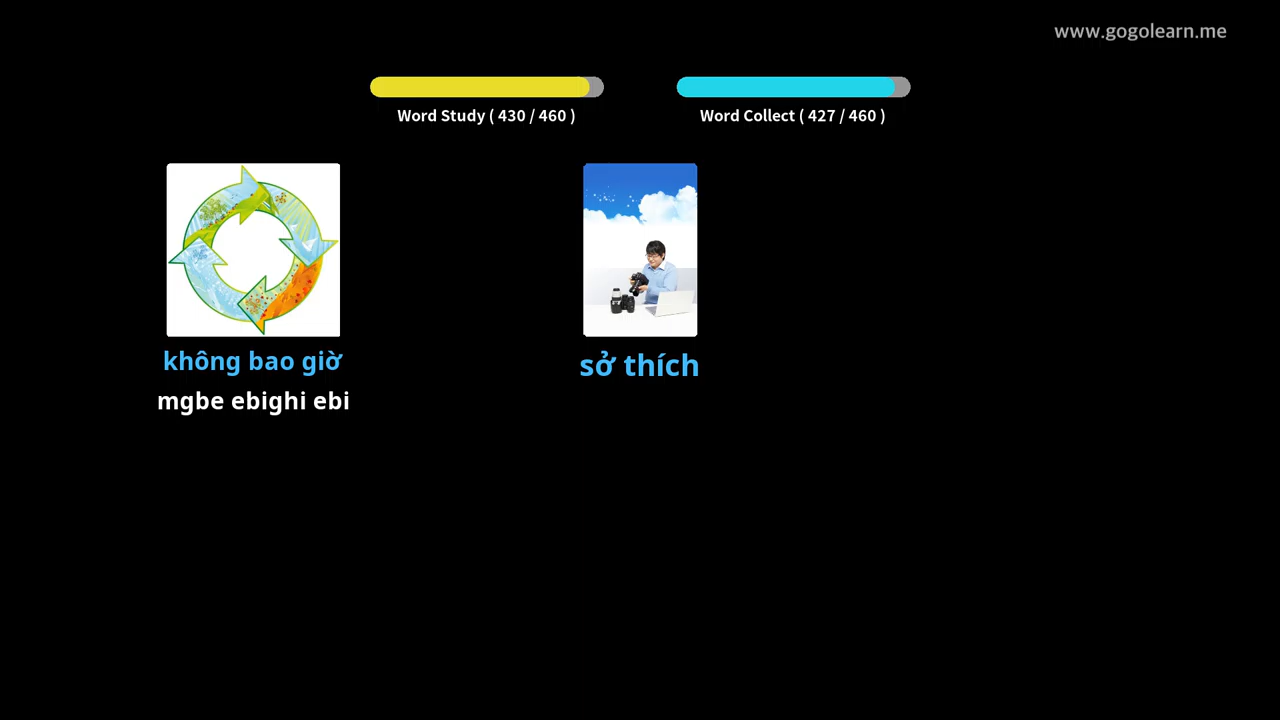 www.gogolearn.me
Word Study ( 430 / 460 )
Word Collect ( 427 / 460 )
không bao giờ
mgbe ebighi ebi
sở thích